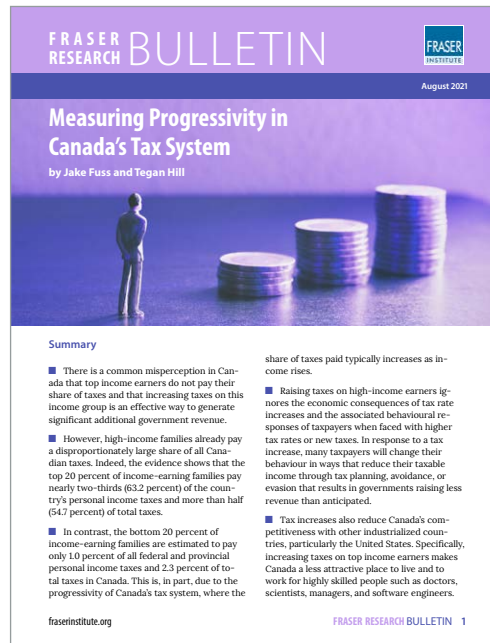 FRASER
RESEARCH BULLETIN
FRASER
INSTITUTE
August 2021
Measuring Progressivity in
Canada's Tax System
by Jake Fuss and Tegan Hill
Summary
■ There is a common misperception in Can-
ada that top income earners do not pay their
share of taxes and that increasing taxes on this
income group is an effective way to generate
significant additional government revenue.
■ However, high-income families already pay
a disproportionately large share of all Cana-
dian taxes. Indeed, the evidence shows that the
top 20 percent of income-earning families pay
nearly two-thirds (63.2 percent) of the coun-
try's personal income taxes and more than half
(54.7 percent) of total taxes.
■ In contrast, the bottom 20 percent of
income-earning families are estimated to pay
only 1.0 percent of all federal and provincial
personal income taxes and 2.3 percent of to-
tal taxes in Canada. This is, in part, due to the
progressivity of Canada's tax system, where the
share of taxes paid typically increases as in-
come rises.
■ Raising taxes on high-income earners ig-
nores the economic consequences of tax rate
increases and the associated behavioural re-
sponses of taxpayers when faced with higher
tax rates or new taxes. In response to a tax
increase, many taxpayers will change their
behaviour in ways that reduce their taxable
income through tax planning, avoidance, or
evasion that results in governments raising less
revenue than anticipated.
■ Tax increases also reduce Canada's com-
petitiveness with other industrialized coun-
tries, particularly the United States. Specifically,
increasing taxes on top income earners makes
Canada a less attractive place to live and to
work for highly skilled people such as doctors,
scientists, managers, and software engineers.
fraserinstitute.org
FRASER RESEARCH BULLETIN 1